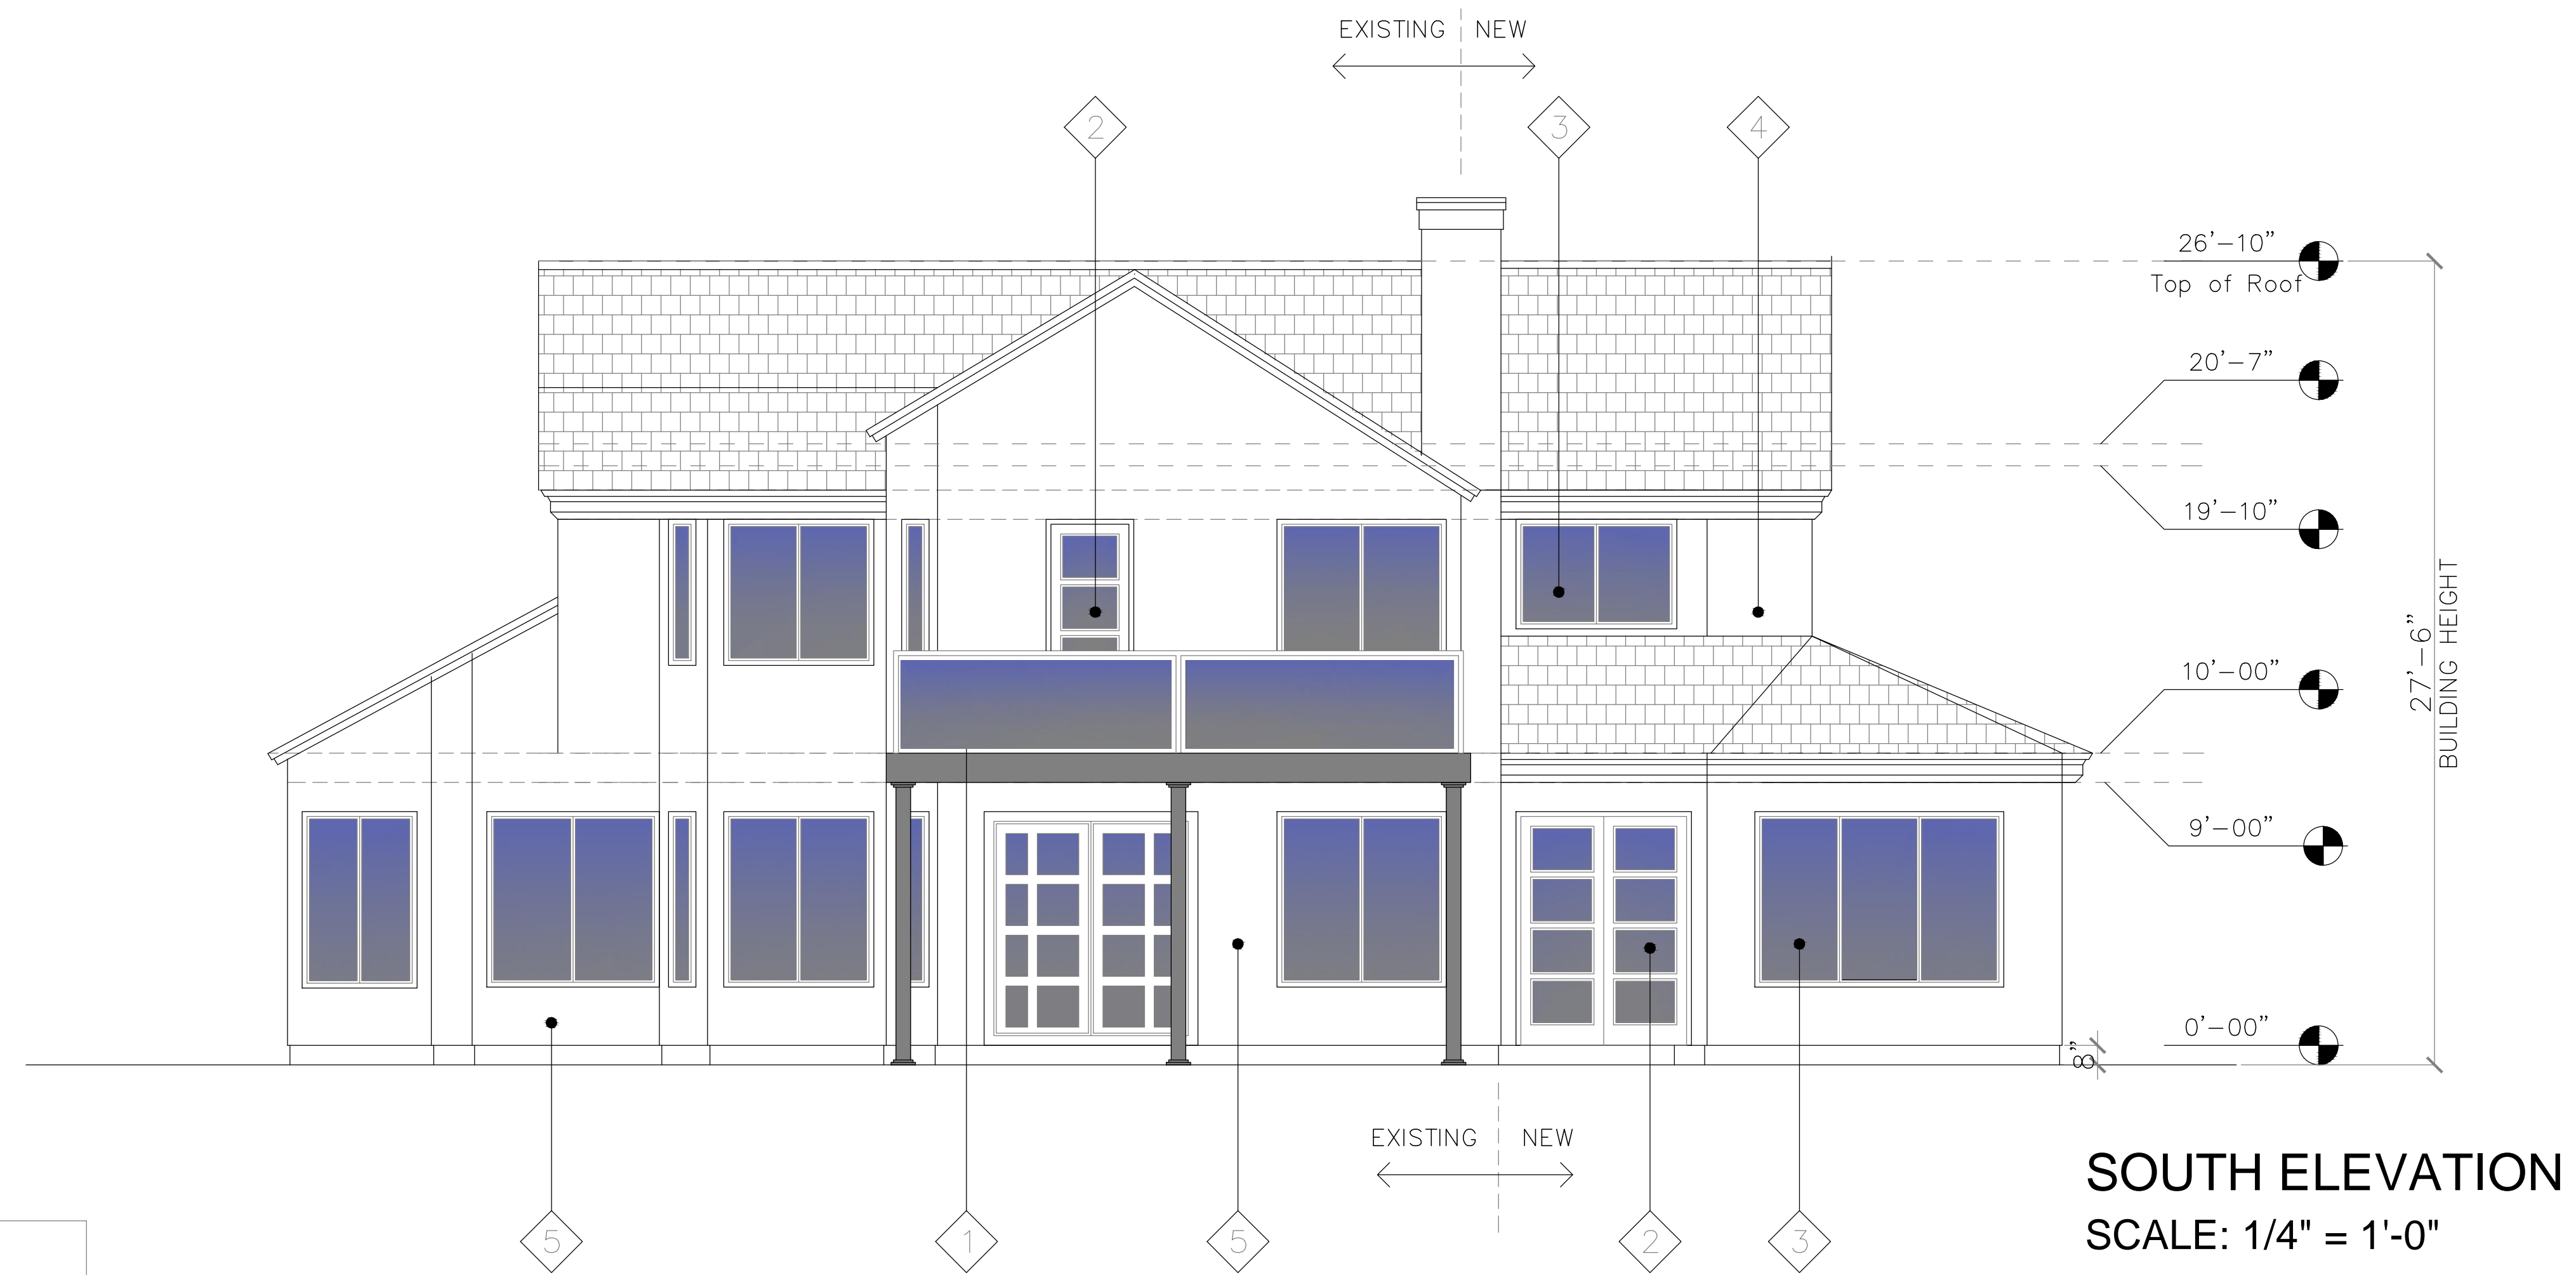 EXISTING NEW
2
3
4
26'-10"
Top of Roof
20'-7"
19'-10"
10'-00"
9'-00"
0'-00"
8"
27'-6"
BUILDING HEIGHT
EXISTING NEW
5
1
5
2
3
SOUTH ELEVATION
SCALE: 1/4" = 1'-0"